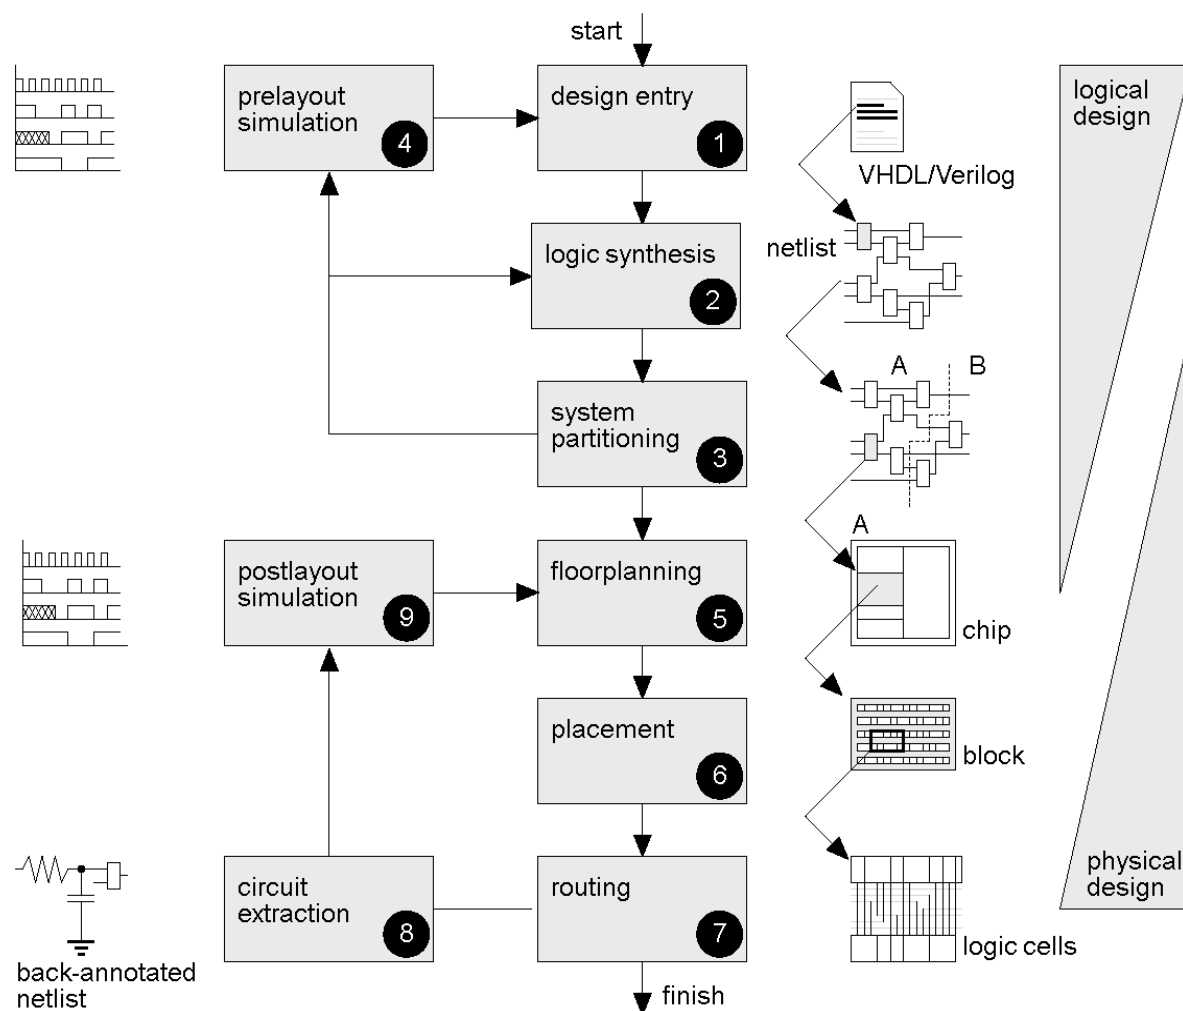 start
prelayout
simulation
4
design entry
1
logical
design
VHDL/Verilog
logic synthesis
2
netlist
A
B
system
partitioning
3
A
postlayout
simulation
9
floorplanning
5
chip
placement
6
block
circuit
extraction
8
routing
7
physical
design
logic cells
back-annotated
netlist
finish